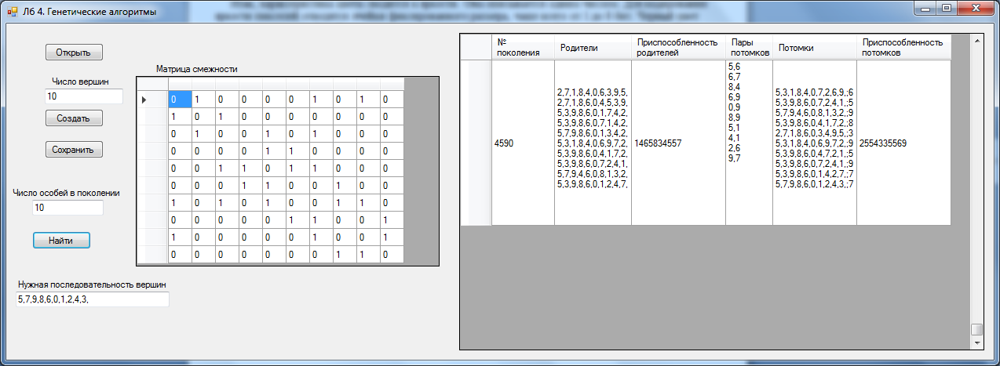 Лб 4. Генетические алгоритмы
Открыть
Число вершин
10
Создать
Сохранить
Число особей в поколении
10
Найти
Нужная последовательность вершин
5,7,9,8,6,0,1,2,4,3,
Матрица смежности
0 1 0 0 0 0 1 0 1 0
1 0 1 0 0 0 0 0 0 0
0 1 0 0 1 0 1 0 0 0
0 0 0 0 1 1 0 0 0 0
0 0 1 1 0 1 1 0 0 0
0 0 0 1 1 0 0 1 0 0
1 0 1 0 1 0 0 1 1 0
0 0 0 0 0 1 1 0 0 1
1 0 0 0 0 0 1 0 0 1
0 0 0 0 0 0 0 1 1 0
№ поколения
Родители
Приспособленность родителей
Пары потомков
Потомки
Приспособленность потомков
4590
2,7,1,8,4,0,6,3,9,5,
2,7,1,8,6,0,4,5,3,9,
5,3,9,8,6,0,1,7,4,2,
5,3,9,8,6,0,7,1,4,2,
5,7,9,8,6,0,1,3,4,2,
5,3,1,8,4,0,6,9,7,2,
5,3,9,8,6,0,4,1,7,2,
5,3,9,8,6,0,7,2,4,1,
5,7,9,4,6,0,8,1,3,2,
5,3,9,8,6,0,1,2,4,7,
1465834557
5,6
6,7
8,4
6,9
0,9
8,9
5,1
4,1
2,6
9,7
5,3,1,8,4,0,7,2,6,9,;6
5,3,9,8,6,0,7,2,4,1,;5
5,7,9,4,6,0,8,1,3,2,;9
5,3,9,8,6,0,4,1,7,2,;8
2,7,1,8,6,0,3,4,9,5,;3
5,3,1,8,4,0,6,9,7,2,;9
5,3,9,8,6,0,4,7,2,1,;5
5,3,9,8,6,0,7,2,4,1,;9
5,3,9,8,6,0,1,4,2,7,;7
5,7,9,8,6,0,1,2,4,3,;5
2554335569